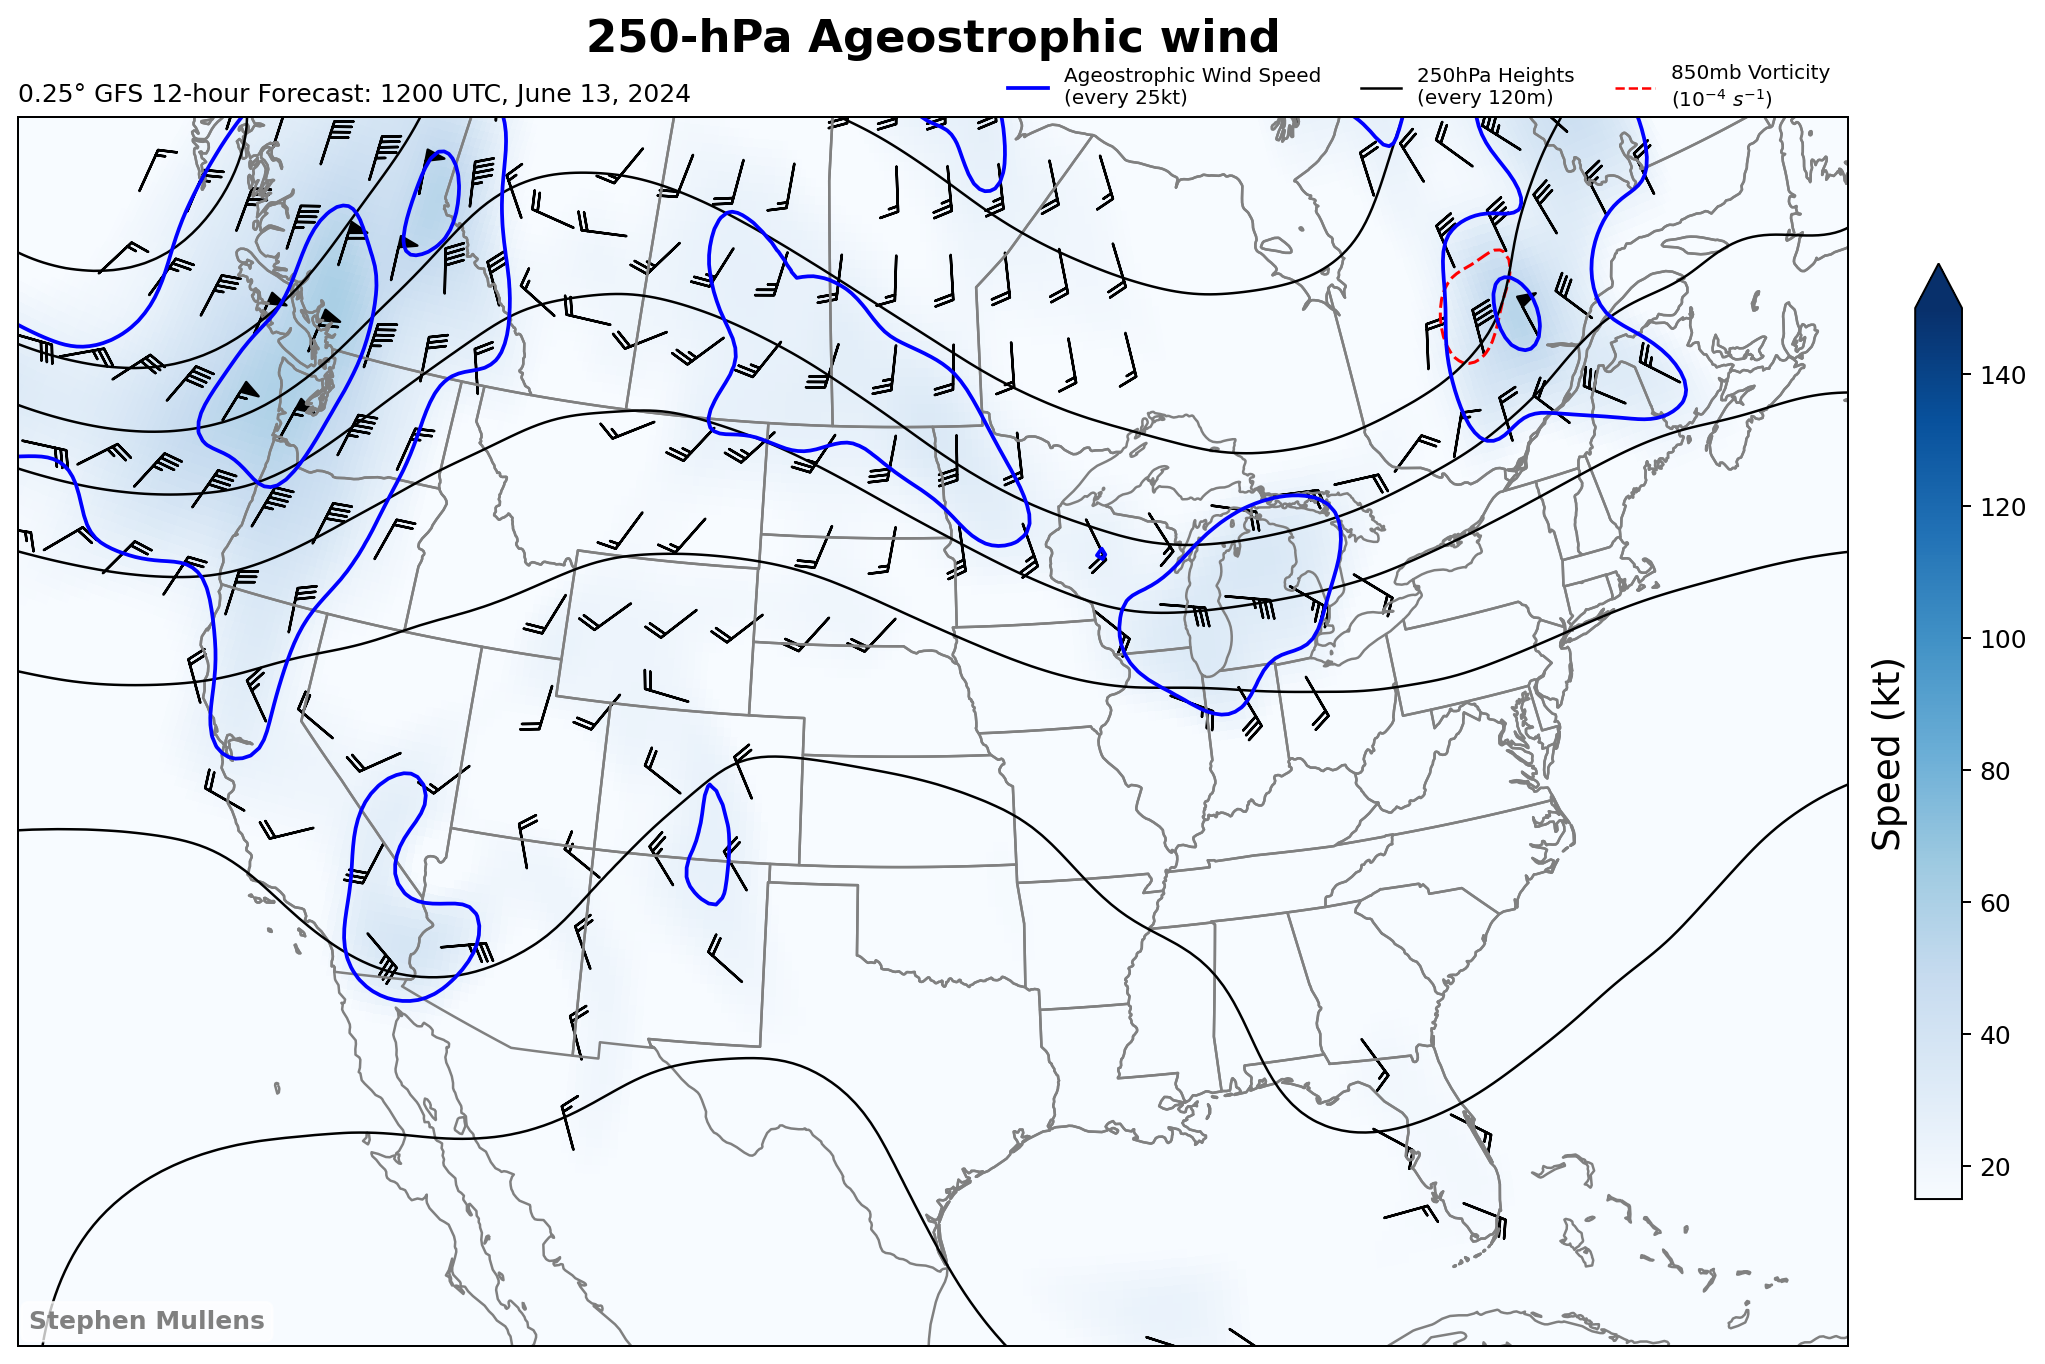 250-hPa Ageostrophic wind
0.25° GFS 12-hour Forecast: 1200 UTC, June 13, 2024
Ageostrophic Wind Speed
(every 25kt)
250hPa Heights
(every 120m)
850mb Vorticity
(10⁻⁴ s⁻¹)
140
120
100
80
60
40
20
Speed (kt)
Stephen Mullens